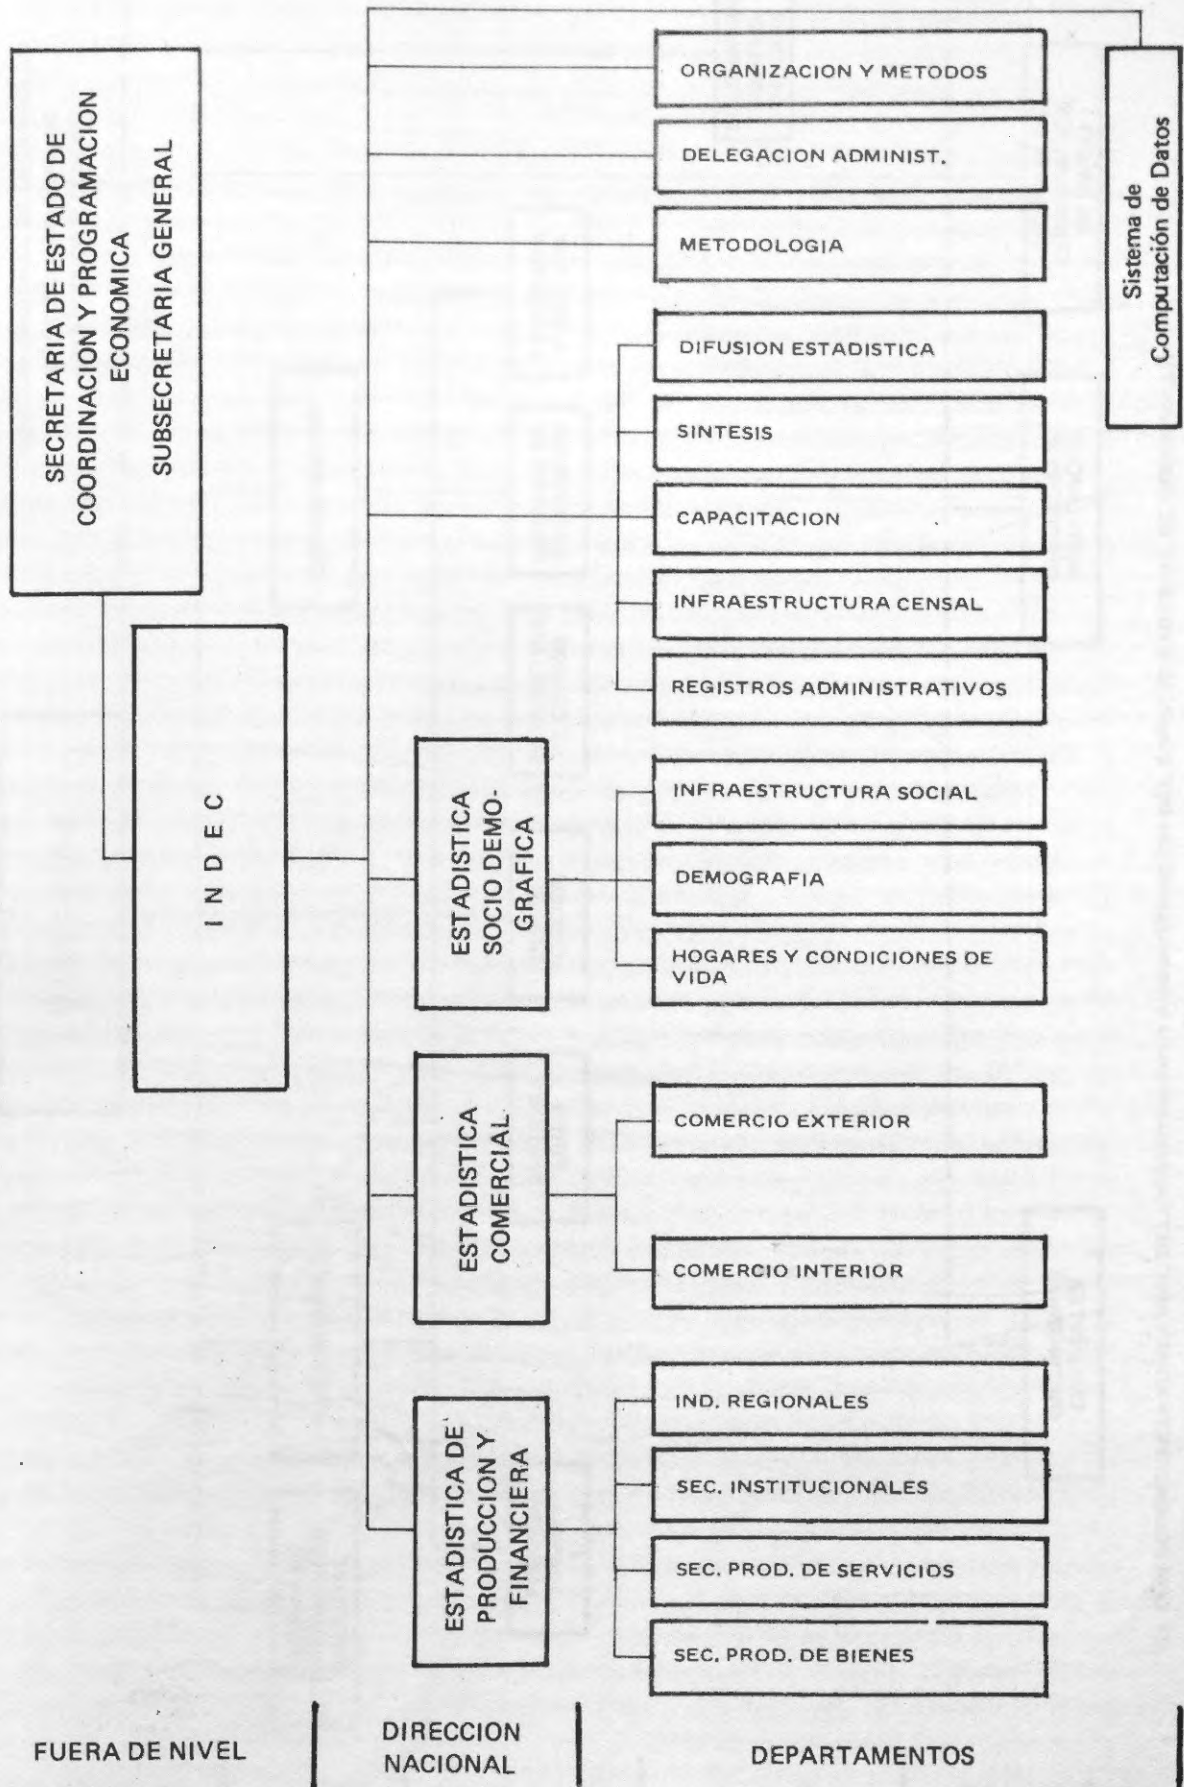 SECRETARIA DE ESTADO DE
COORDINACION Y PROGRAMACION
ECONOMICA
SUBSECRETARIA GENERAL
I N D E C
ESTADISTICA
SOCIO DEMO-
GRAFICA
ESTADISTICA
COMERCIAL
ESTADISTICA DE
PRODUCCION Y
FINANCIERA
ORGANIZACION Y METODOS
DELEGACION ADMINIST.
METODOLOGIA
DIFUSION ESTADISTICA
SINTESIS
CAPACITACION
INFRAESTRUCTURA CENSAL
REGISTROS ADMINISTRATIVOS
INFRAESTRUCTURA SOCIAL
DEMOGRAFIA
HOGARES Y CONDICIONES DE
VIDA
COMERCIO EXTERIOR
COMERCIO INTERIOR
IND. REGIONALES
SEC. INSTITUCIONALES
SEC. PROD. DE SERVICIOS
SEC. PROD. DE BIENES
Sistema de
Computación de Datos
FUERA DE NIVEL
DIRECCION
NACIONAL
DEPARTAMENTOS